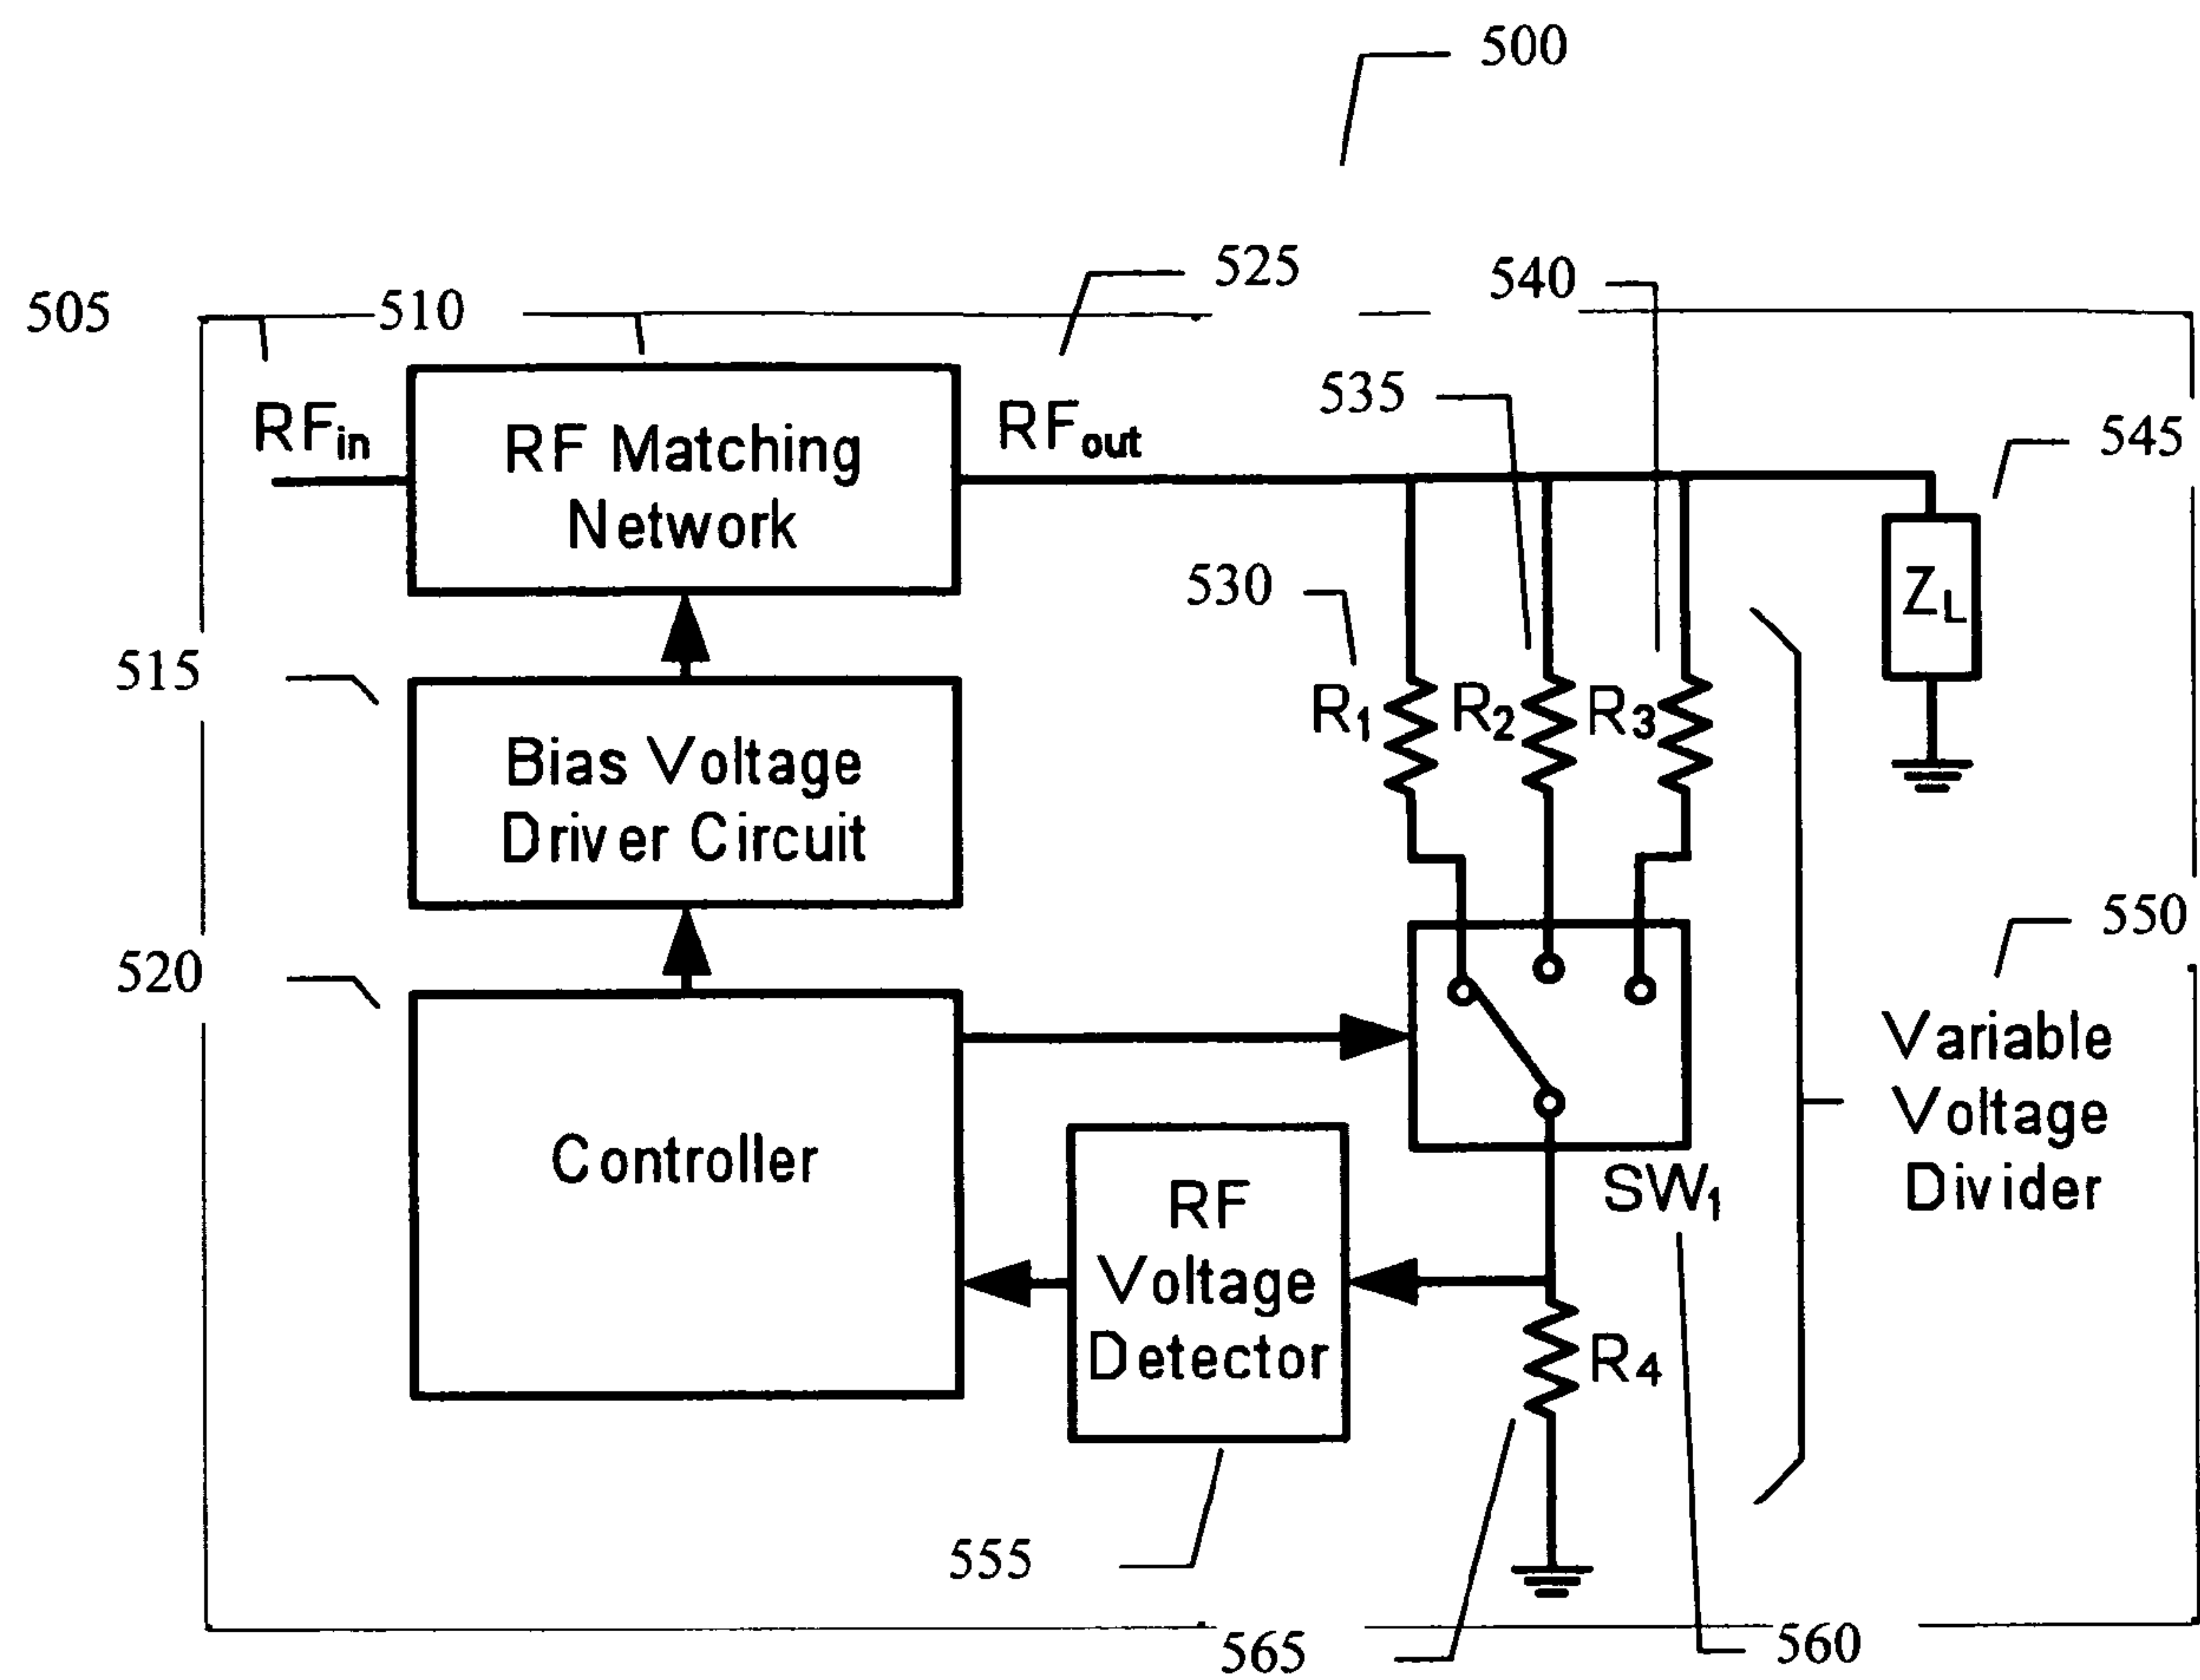 500
525
540
505
510
535
545
RFin
RF Matching
Network
RFout
530
ZL
515
R1
R2
R3
Bias Voltage
Driver Circuit
550
520
Variable
Voltage
Divider
Controller
SW1
RF
Voltage
Detector
R4
555
565
560